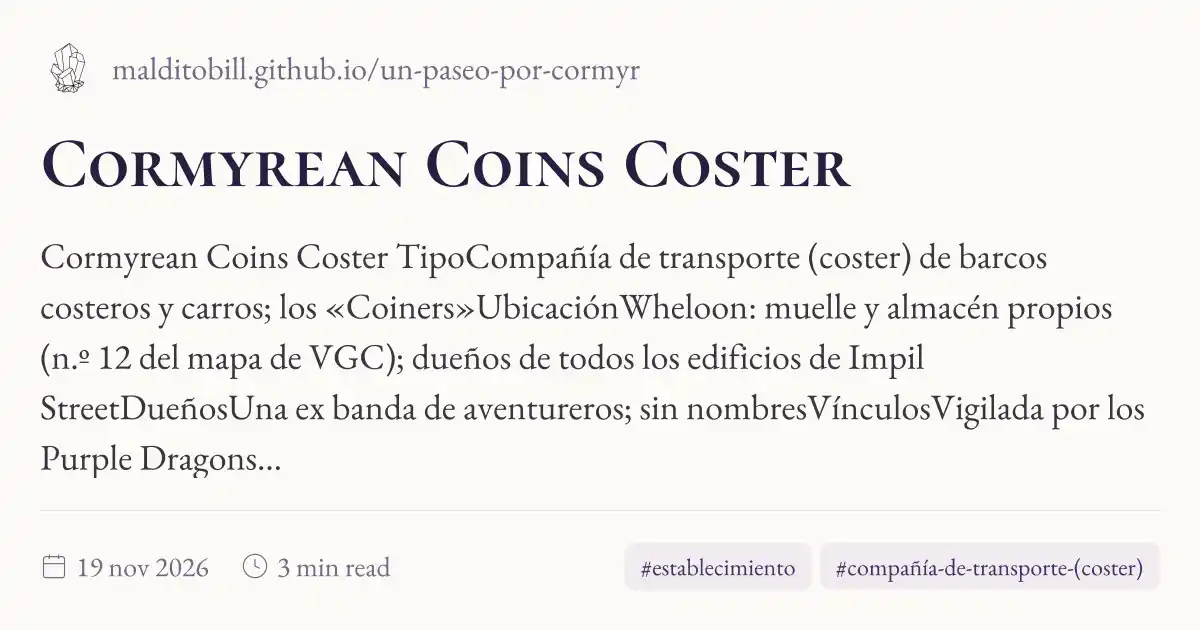 malditobill.github.io/un-paseo-por-cormyr
Cormyrean Coins Coster
Cormyrean Coins Coster TipoCompañía de transporte (coster) de barcos
costeros y carros; los «Coiners»UbicaciónWheloon: muelle y almacén propios
(n.º 12 del mapa de VGC); dueños de todos los edificios de Impil
StreetDueñosUna ex banda de aventureros; sin nombresVínculosVigilada por los
Purple Dragons...
19 nov 2026 3 min read #establecimiento #compañía-de-transporte-(coster)